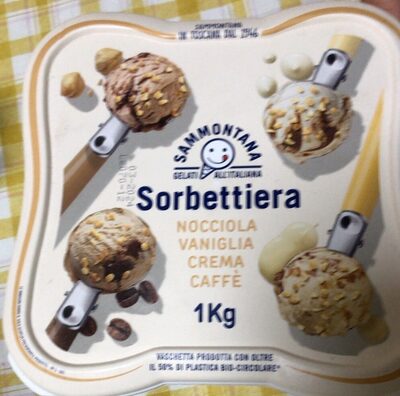 SAMMONTANA
IN TOSCANA DAL 1946
SAMMONTANA
GELATI ALL'ITALIANA
Sorbettiera
NOCCIOLA
VANIGLIA
CREMA
CAFFÈ
1Kg
VASCHETTA PRODOTTA CON OLTRE
IL 50% DI PLASTICA BIO-CIRCOLARE*